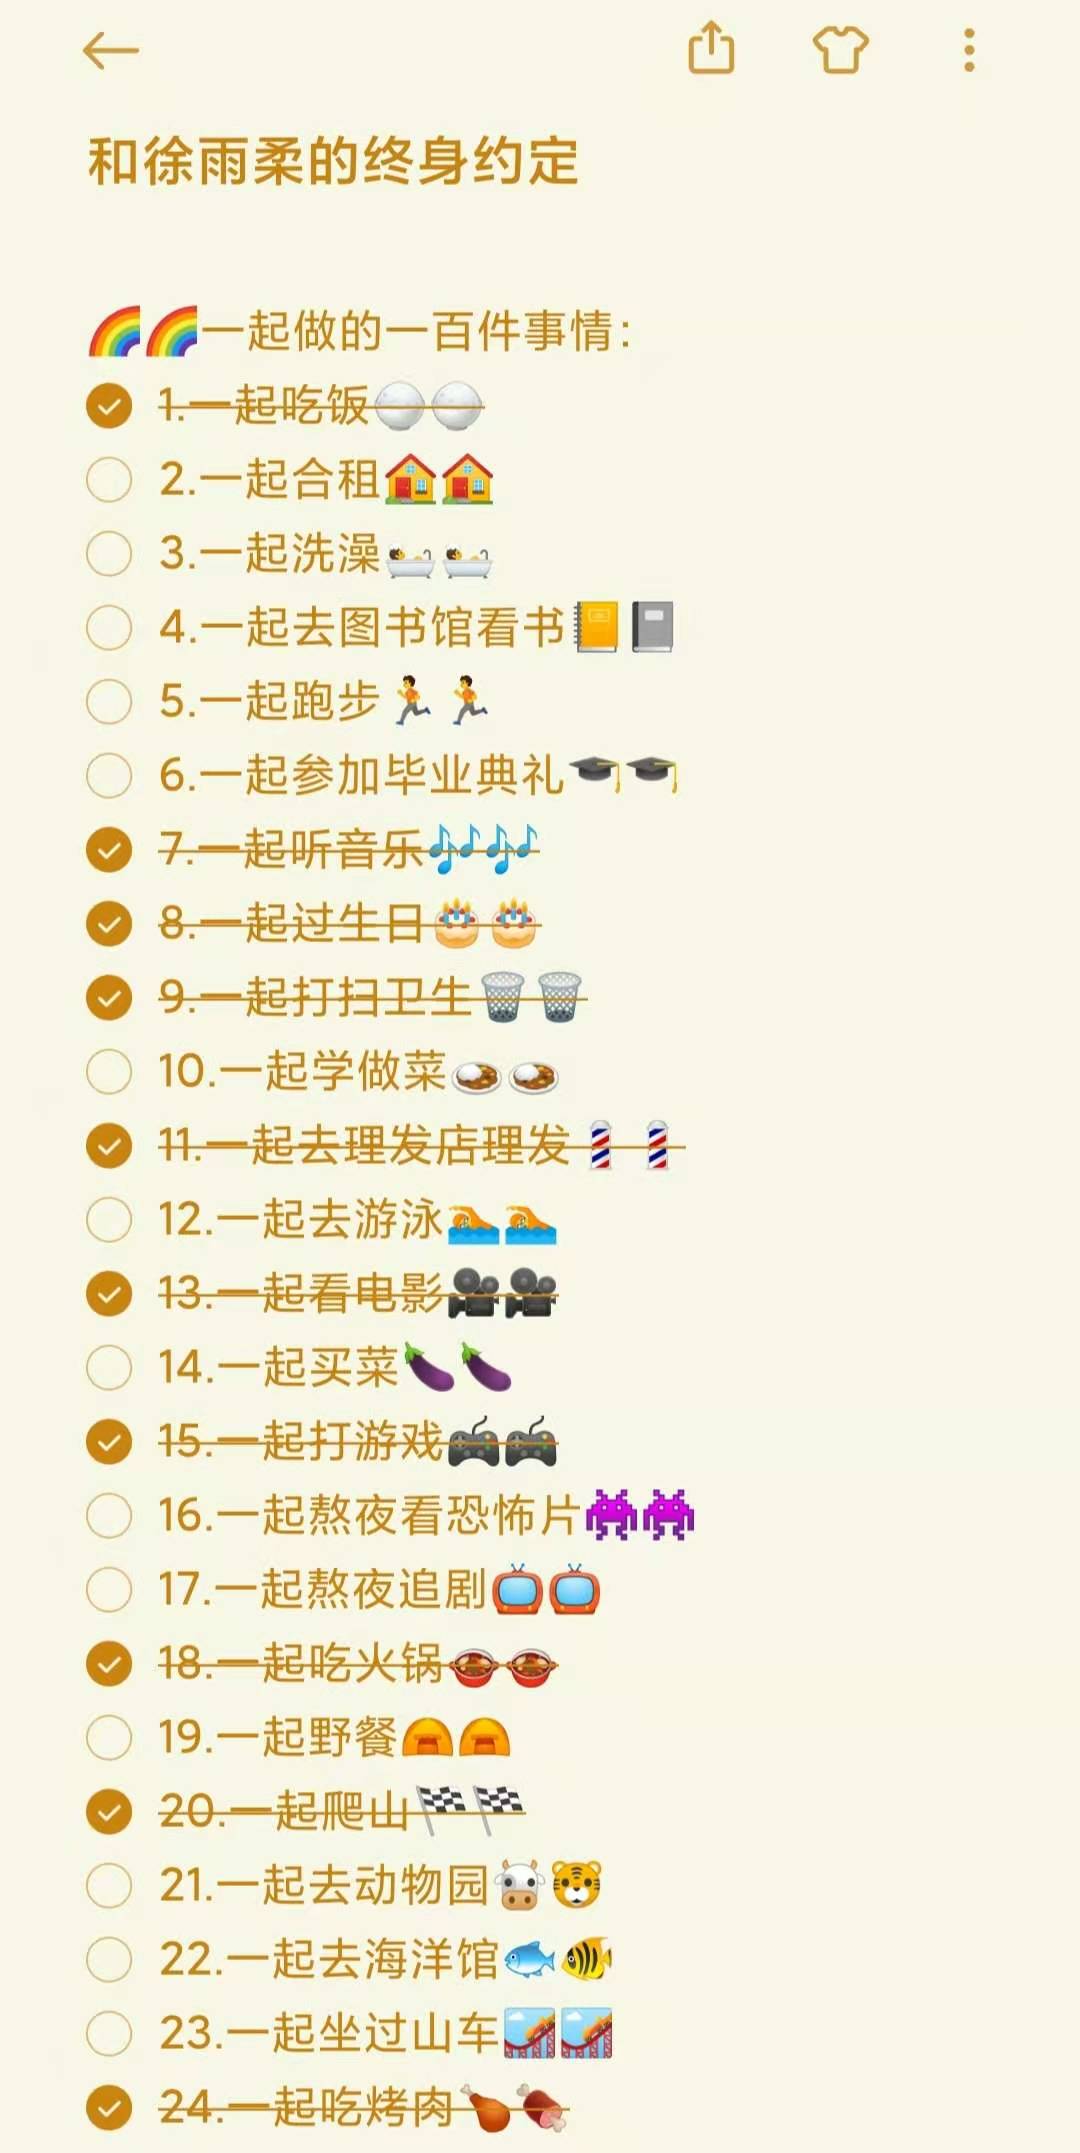 和徐雨柔的终身约定
🌈🌈一起做的一百件事情：
1.一起吃饭🍚🍚
2.一起合租🏠🏠
3.一起洗澡🛀🛀
4.一起去图书馆看书📒📓
5.一起跑步🏃🏃
6.一起参加毕业典礼🎓🎓
7.一起听音乐🎶🎶
8.一起过生日🎂🎂
9.一起打扫卫生🗑️🗑️
10.一起学做菜🍛🍛
11.一起去理发店理发💈💈
12.一起去游泳🏊🏊
13.一起看电影🎥🎥
14.一起买菜🍆🍆
15.一起打游戏🎮🎮
16.一起熬夜看恐怖片👾👾
17.一起熬夜追剧📺📺
18.一起吃火锅🍲🍲
19.一起野餐⛺⛺
20.一起爬山🏁🏁
21.一起去动物园🐮🐯
22.一起去海洋馆🐟🐠
23.一起坐过山车🎢🎢
24.一起吃烤肉🍗🍖